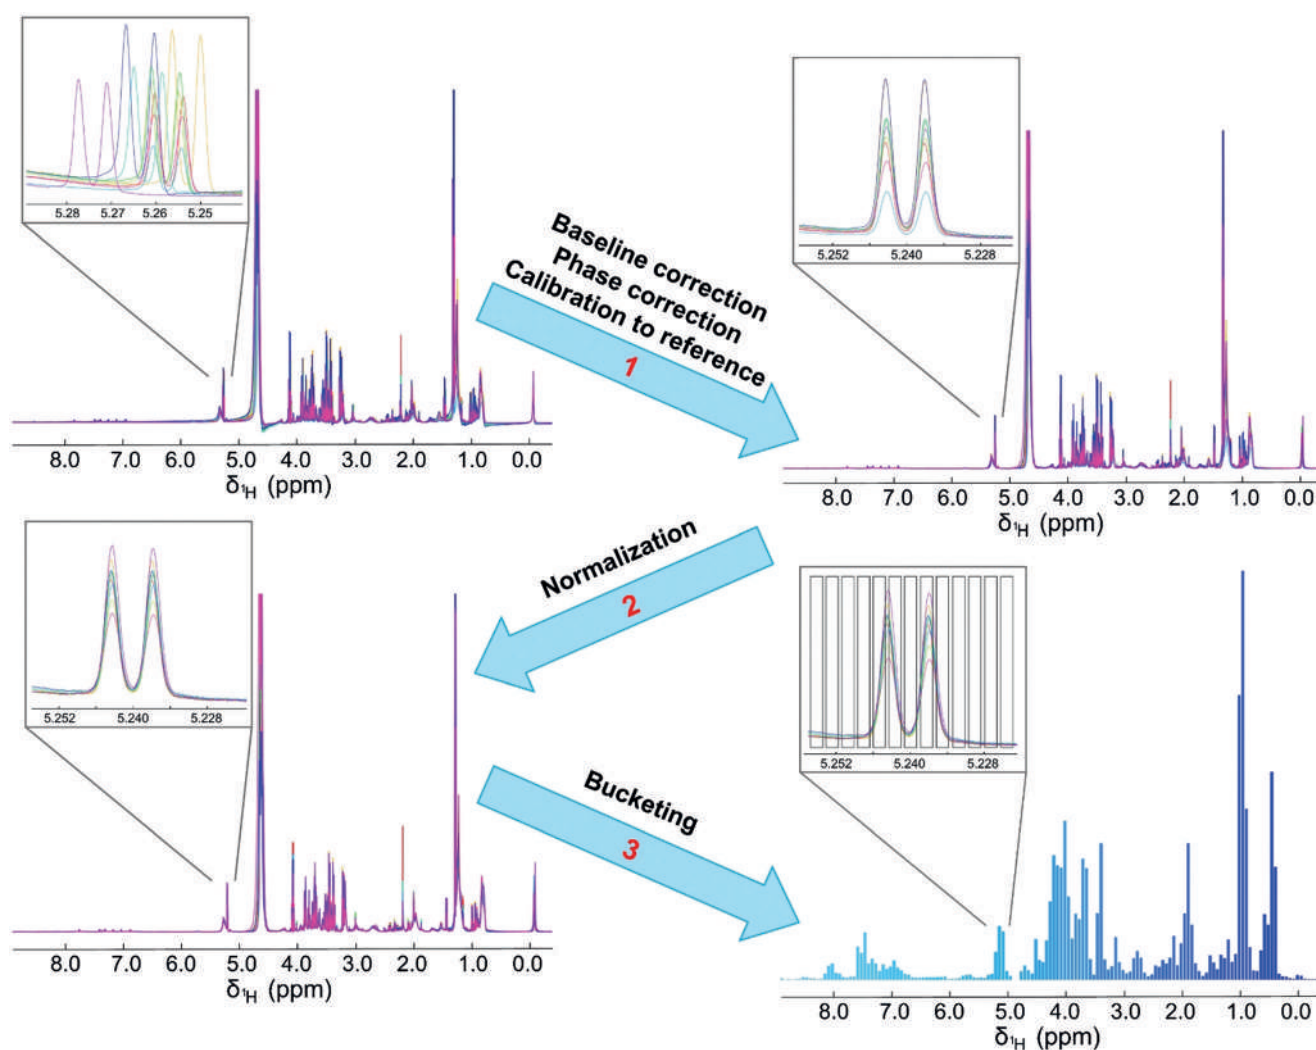 5.28 5.27 5.26 5.25
8.0 7.0 6.0 5.0 4.0 3.0 2.0 1.0 0.0
δ¹H (ppm)
Baseline correction
Phase correction
Calibration to reference
1
5.252 5.240 5.228
8.0 7.0 6.0 5.0 4.0 3.0 2.0 1.0 0.0
δ¹H (ppm)
Normalization
2
5.252 5.240 5.228
8.0 7.0 6.0 5.0 4.0 3.0 2.0 1.0 0.0
δ¹H (ppm)
Bucketing
3
5.252 5.240 5.228
8.0 7.0 6.0 5.0 4.0 3.0 2.0 1.0 0.0
δ¹H (ppm)